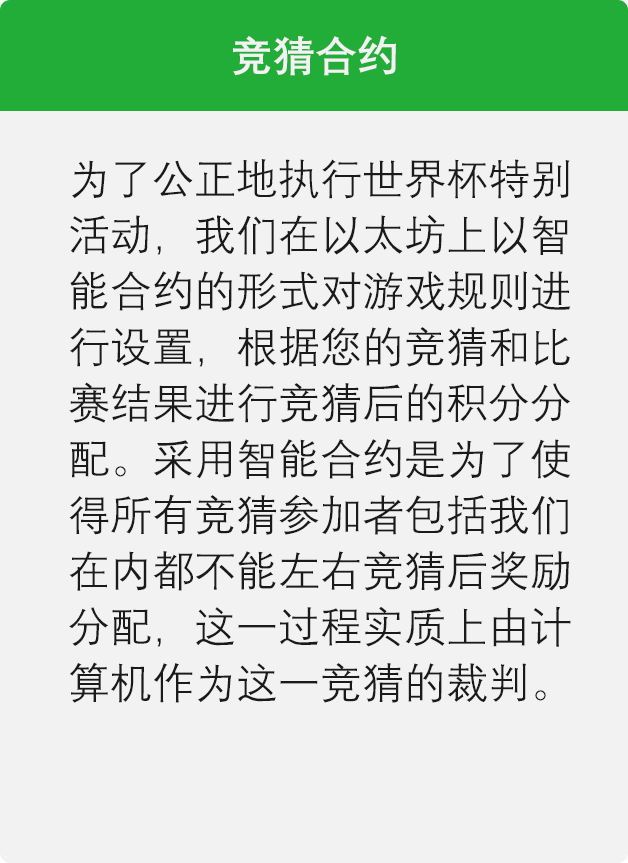 竞猜合约
为了公正地执行世界杯特别
活动，我们在以太坊上以智
能合约的形式对游戏规则进
行设置，根据您的竞猜和比
赛结果进行竞猜后的积分分
配。采用智能合约是为了使
得所有竞猜参加者包括我们
在内都不能左右竞猜后奖励
分配，这一过程实质上由计
算机作为这一竞猜的裁判。